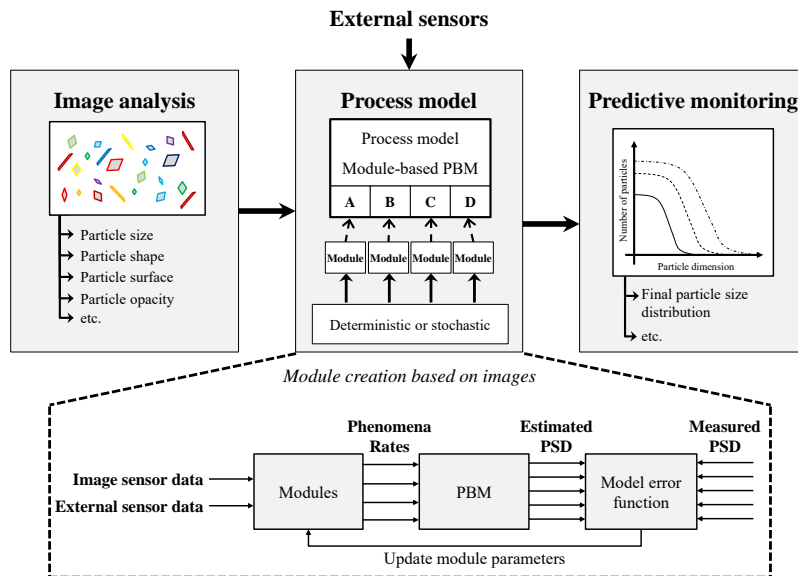 External sensors
Image analysis
Particle size
Particle shape
Particle surface
Particle opacity
etc.
Process model
Process model
Module-based PBM
A B C D
Module Module Module Module
Deterministic or stochastic
Predictive monitoring
Number of particles
Particle dimension
Final particle size
distribution
etc.
Module creation based on images
Image sensor data
External sensor data
Modules
Phenomena
Rates
PBM
Estimated
PSD
Model error
function
Measured
PSD
Update module parameters